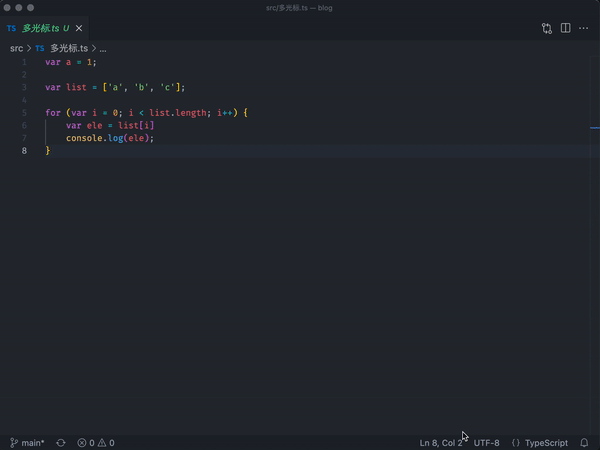 src/多光标.ts — blog
TS 多光标.ts U
src > TS 多光标.ts > ...
1 var a = 1;
2
3 var list = ['a', 'b', 'c'];
4
5 for (var i = 0; i < list.length; i++) {
6 var ele = list[i]
7 console.log(ele);
8 }
main* 0 0 Ln 8, Col 2 UTF-8 {} TypeScript